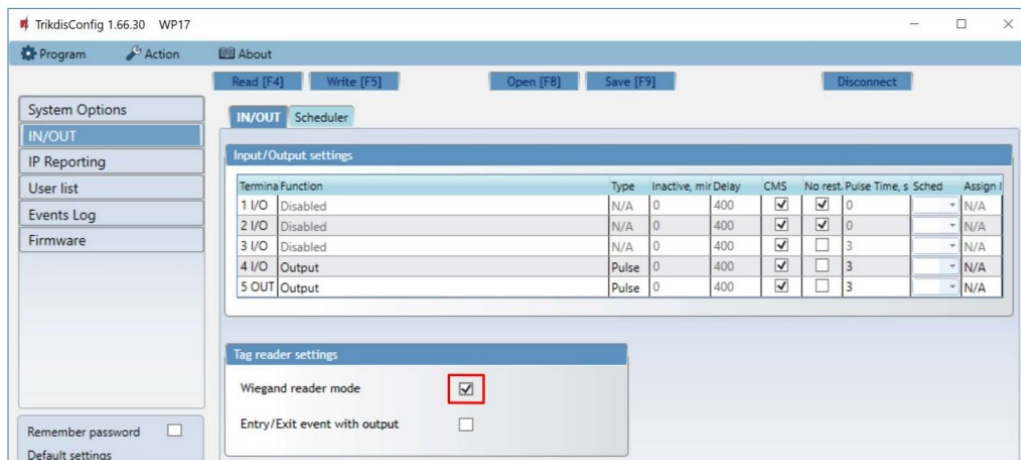 TrikdisConfig 1.66.30 WP17
Program Action About
Read [F4] Write [F5] Open [F8] Save [F9] Disconnect
System Options
IN/OUT
IP Reporting
User list
Events Log
Firmware
Remember password
Default settings
IN/OUT Scheduler
Input/Output settings
Termina Function Type Inactive, mir Delay CMS No rest. Pulse Time, s Sched Assign I
1 I/O Disabled N/A 0 400 0 N/A
2 I/O Disabled N/A 0 400 0 N/A
3 I/O Disabled N/A 0 400 3 N/A
4 I/O Output Pulse 0 400 3 N/A
5 OUT Output Pulse 0 400 3 N/A
Tag reader settings
Wiegand reader mode
Entry/Exit event with output